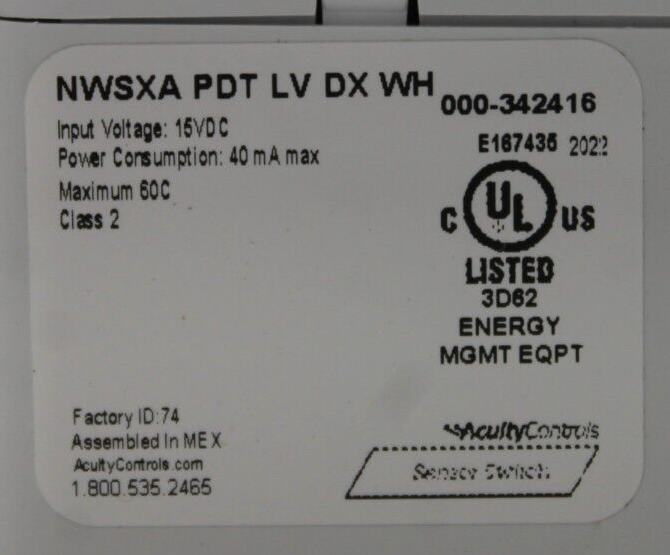 NWSXA PDT LV DX WH
000-342416
Input Voltage: 15VDC
Power Consumption: 40 mA max
Maximum 60C
Class 2
E167435 2022
C UL US
LISTED
3D62
ENERGY
MGMT EQPT
Factory ID:74
Assembled In MEX
AcuityControls.com
1.800.535.2465
AcuityControls
Sensor Switch